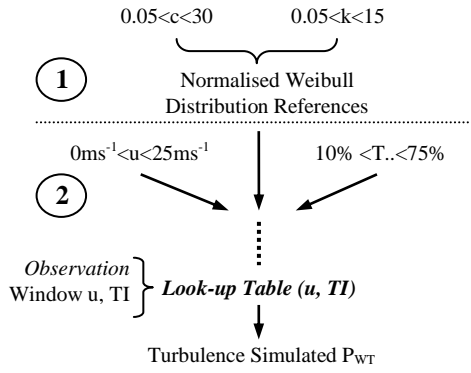 0.05<c<30 0.05<k<15
1
Normalised Weibull
Distribution References
0ms⁻¹<u<25ms⁻¹ 10% <T..<75%
2
Observation
Window u, TI
Look-up Table (u, TI)
Turbulence Simulated P_WT